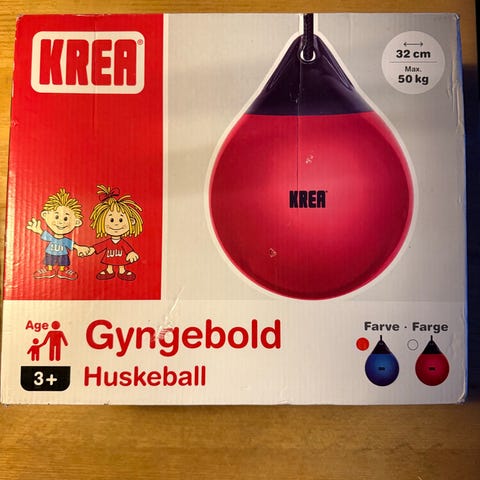 KREA®
32 cm
Max.
50 kg
KREA®
LULU LULU
Age
3+
Gyngebold
Huskeball
Farve · Farge